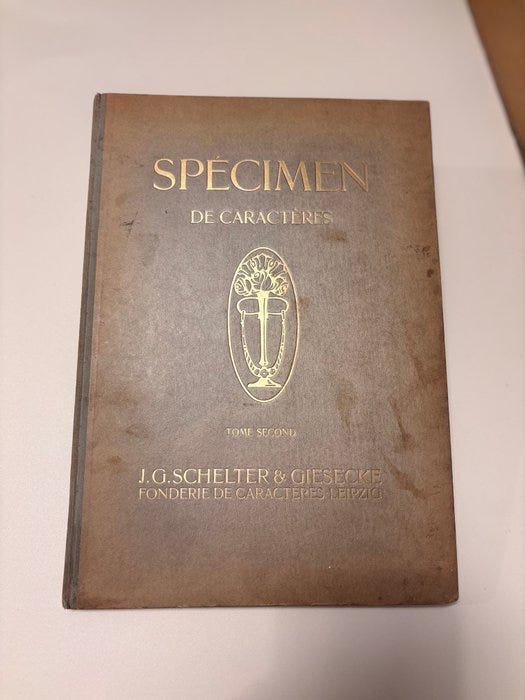 SPÉCIMEN
DE CARACTÈRES
TOME SECOND
J.G.SCHELTER & GIESECKE
FONDERIE DE CARACTÈRES·LEIPZIG